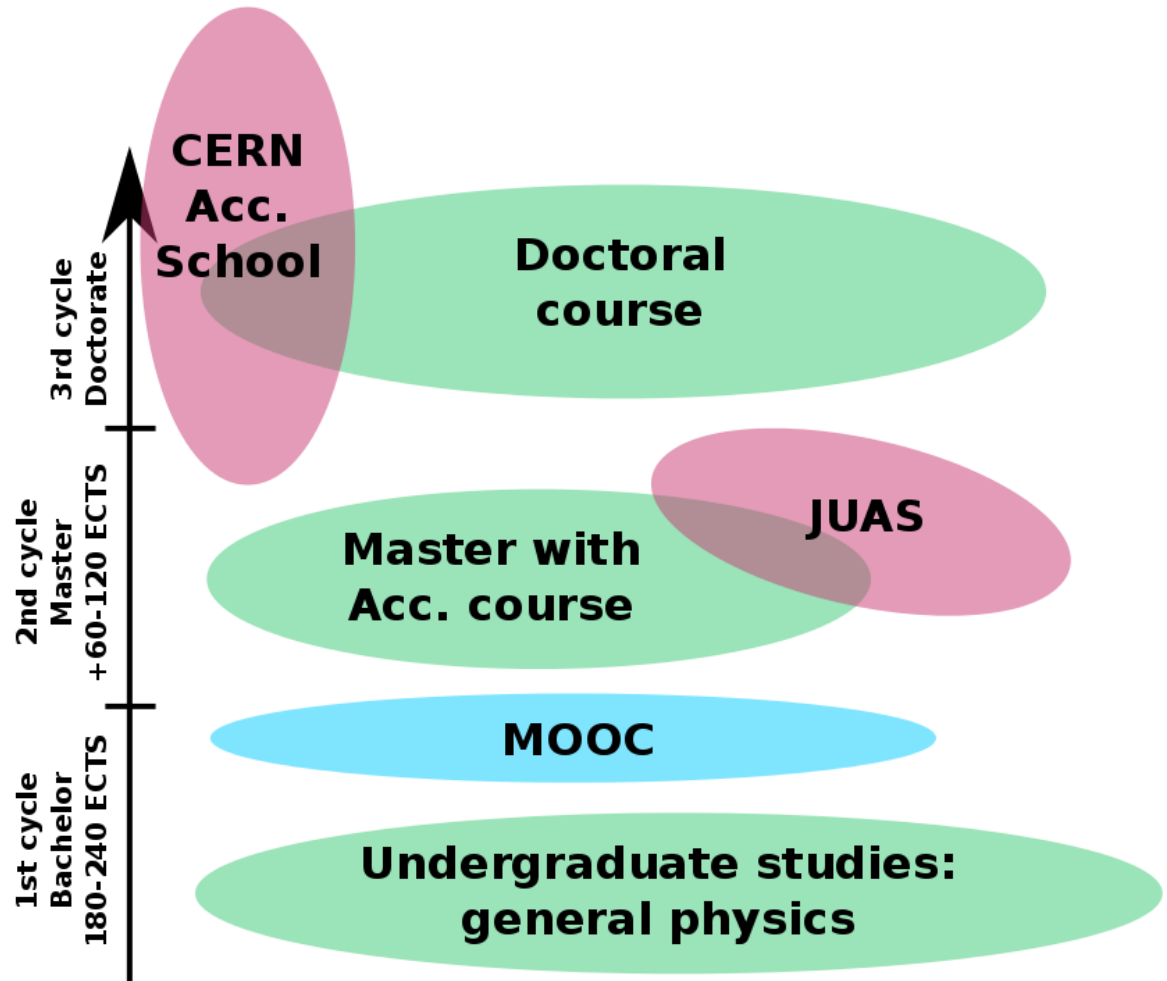 CERN
Acc.
School
Doctoral
course
3rd cycle
Doctorate
JUAS
Master with
Acc. course
2nd cycle
Master
+60-120 ECTS
MOOC
Undergraduate studies:
general physics
1st cycle
Bachelor
180-240 ECTS